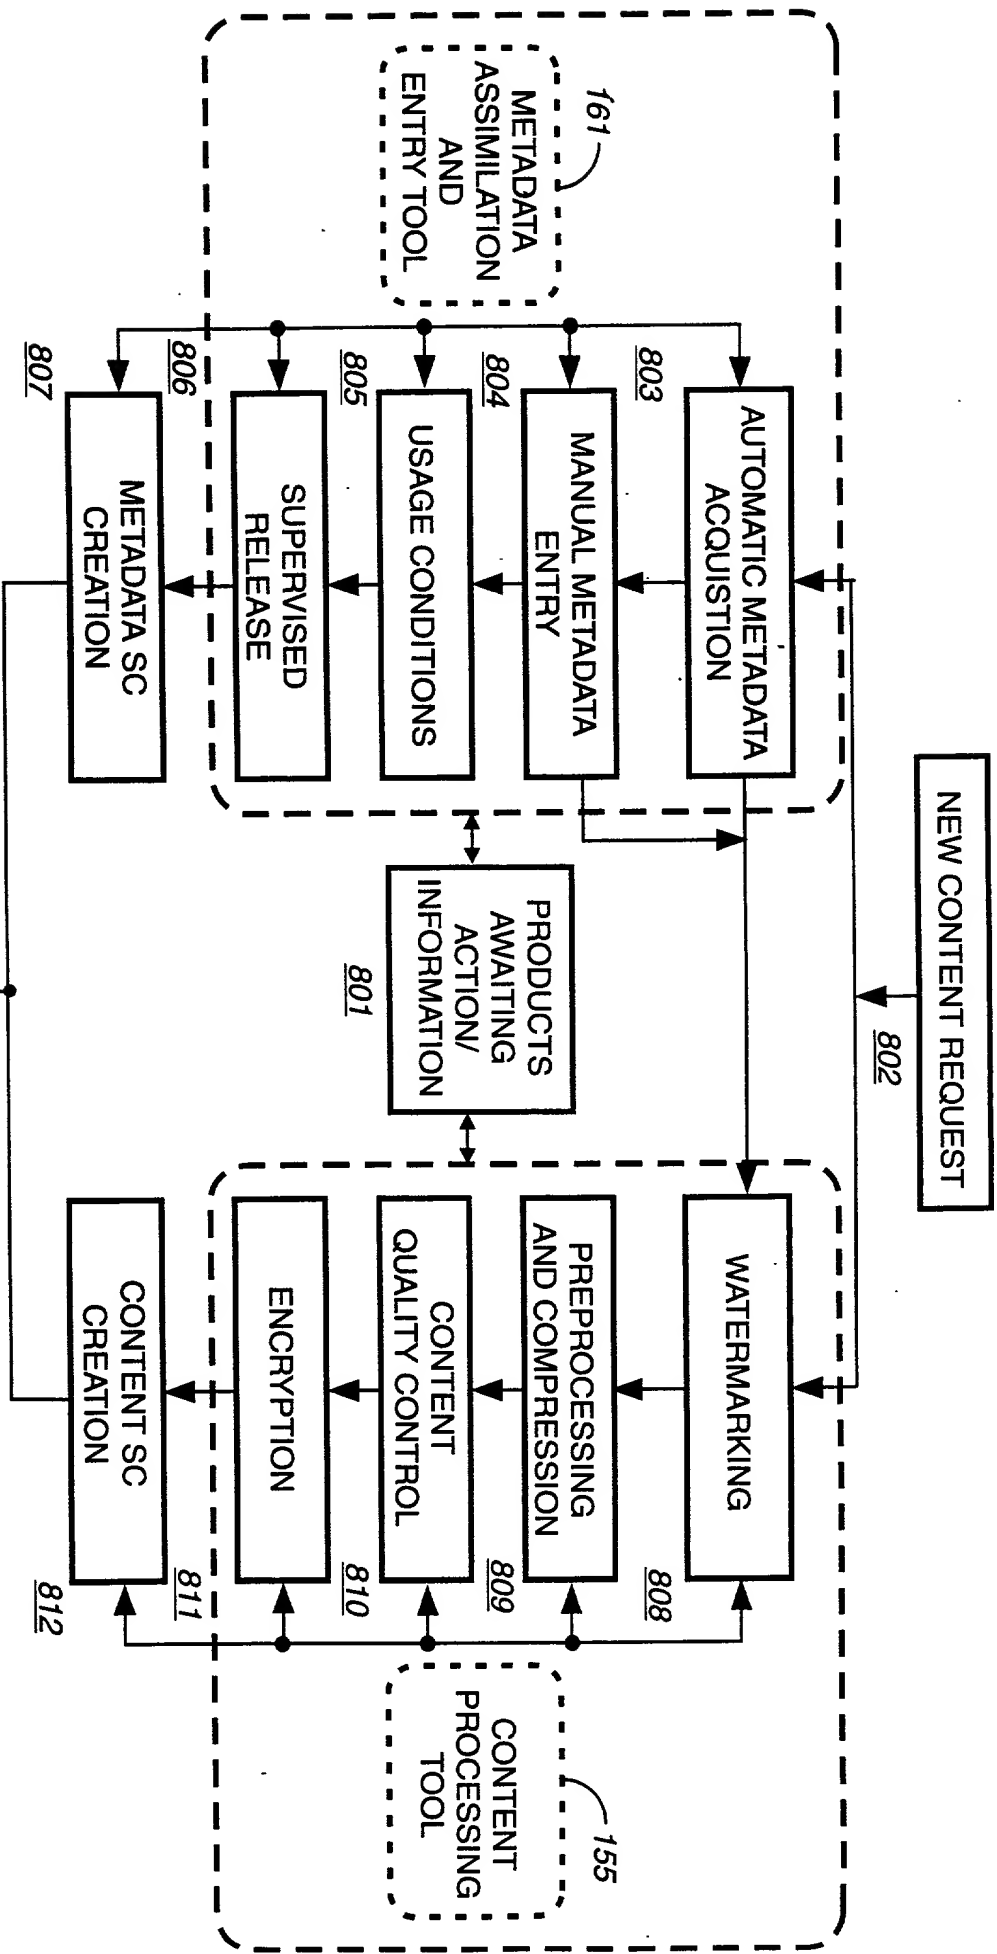 NEW CONTENT REQUEST
802
161
METADATA
ASSIMILATION
AND
ENTRY TOOL
AUTOMATIC METADATA
ACQUISTION
803
MANUAL METADATA
ENTRY
804
USAGE CONDITIONS
805
SUPERVISED
RELEASE
806
METADATA SC
CREATION
807
PRODUCTS
AWAITING
ACTION/
INFORMATION
801
WATERMARKING
808
PREPROCESSING
AND COMPRESSION
809
CONTENT
QUALITY CONTROL
810
ENCRYPTION
811
CONTENT SC
CREATION
812
155
CONTENT
PROCESSING
TOOL